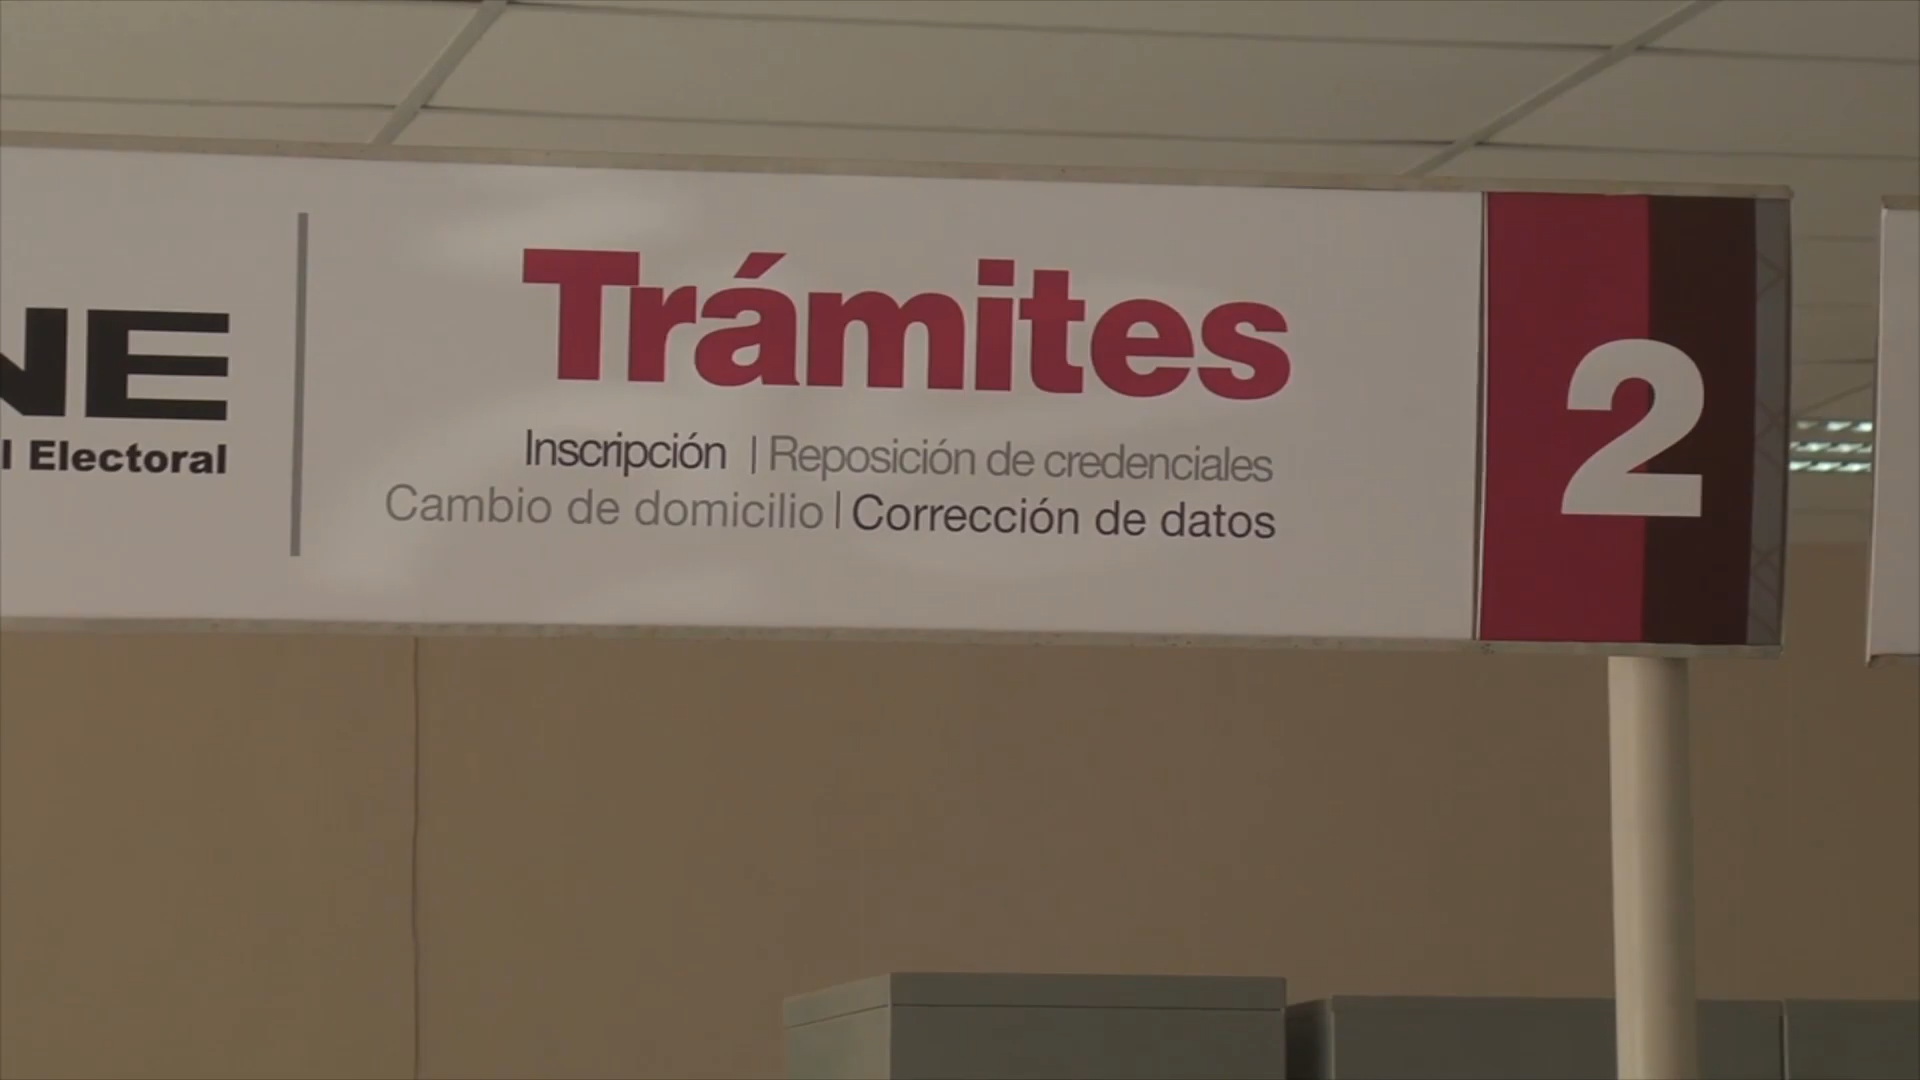 NE
l Electoral
Trámites
Inscripción | Reposición de credenciales
Cambio de domicilio | Corrección de datos
2